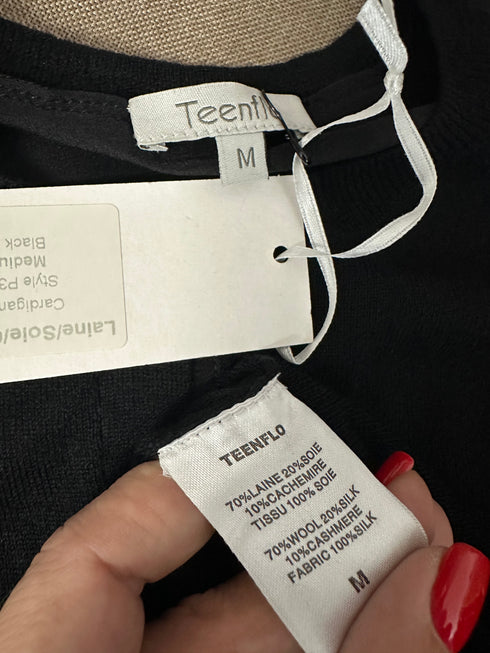 Teenflo
M
Laine/Soie/
Cardigan
Style P3
Mediu
Black
TEENFLO
70%LAINE 20%SOIE
10%CACHEMIRE
TISSU 100% SOIE
70%WOOL 20%SILK
10%CASHMERE
FABRIC 100%SILK
M